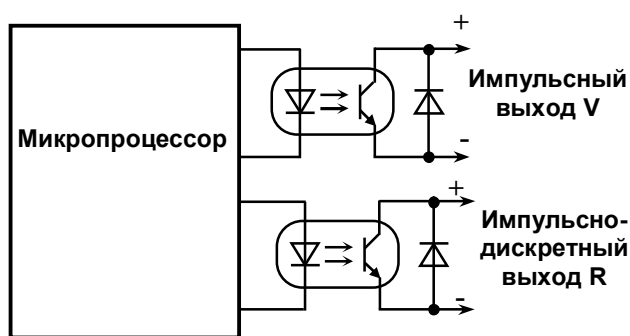 Микропроцессор
+
Импульсный
выход V
-
+
Импульсно-
дискретный
выход R
-